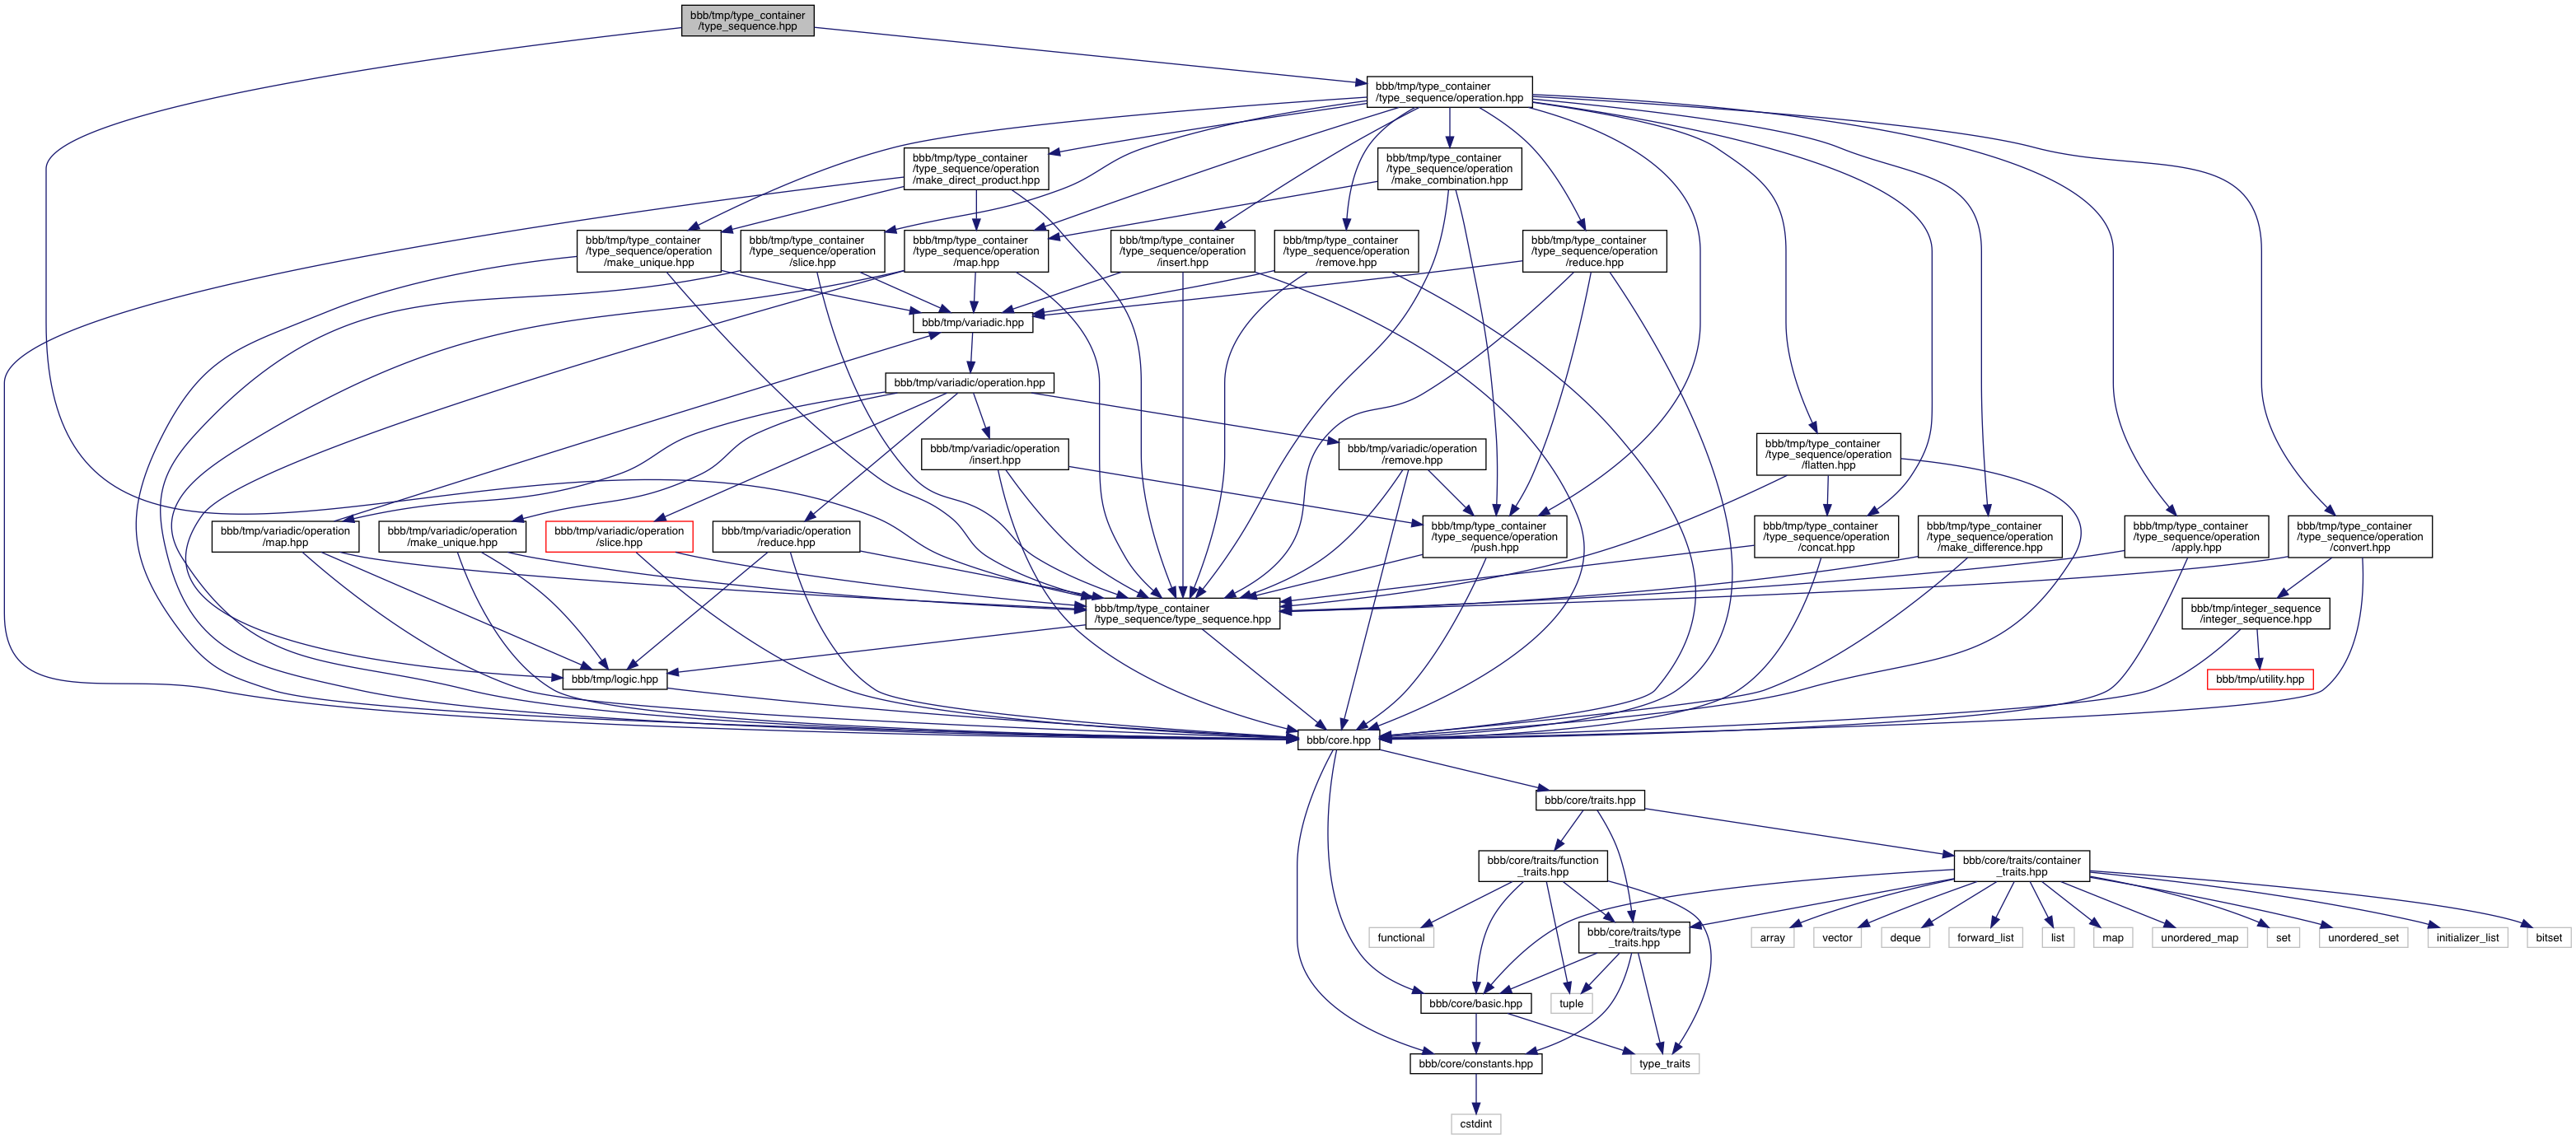 bbb/tmp/type_container
/type_sequence.hpp
bbb/tmp/type_container
/type_sequence/operation.hpp
bbb/tmp/type_container
/type_sequence/operation
/make_direct_product.hpp
bbb/tmp/type_container
/type_sequence/operation
/make_combination.hpp
bbb/tmp/type_container
/type_sequence/operation
/make_unique.hpp
bbb/tmp/type_container
/type_sequence/operation
/slice.hpp
bbb/tmp/type_container
/type_sequence/operation
/map.hpp
bbb/tmp/type_container
/type_sequence/operation
/insert.hpp
bbb/tmp/type_container
/type_sequence/operation
/remove.hpp
bbb/tmp/type_container
/type_sequence/operation
/reduce.hpp
bbb/tmp/variadic.hpp
bbb/tmp/variadic/operation.hpp
bbb/tmp/variadic/operation
/insert.hpp
bbb/tmp/variadic/operation
/remove.hpp
bbb/tmp/type_container
/type_sequence/operation
/flatten.hpp
bbb/tmp/variadic/operation
/map.hpp
bbb/tmp/variadic/operation
/make_unique.hpp
bbb/tmp/variadic/operation
/slice.hpp
bbb/tmp/variadic/operation
/reduce.hpp
bbb/tmp/type_container
/type_sequence/operation
/push.hpp
bbb/tmp/type_container
/type_sequence/operation
/concat.hpp
bbb/tmp/type_container
/type_sequence/operation
/make_difference.hpp
bbb/tmp/type_container
/type_sequence/operation
/apply.hpp
bbb/tmp/type_container
/type_sequence/operation
/convert.hpp
bbb/tmp/type_container
/type_sequence/type_sequence.hpp
bbb/tmp/integer_sequence
/integer_sequence.hpp
bbb/tmp/logic.hpp
bbb/tmp/utility.hpp
bbb/core.hpp
bbb/core/traits.hpp
bbb/core/traits/function
_traits.hpp
bbb/core/traits/container
_traits.hpp
functional
bbb/core/traits/type
_traits.hpp
array
vector
deque
forward_list
list
map
unordered_map
set
unordered_set
initializer_list
bitset
bbb/core/basic.hpp
tuple
bbb/core/constants.hpp
type_traits
cstdint